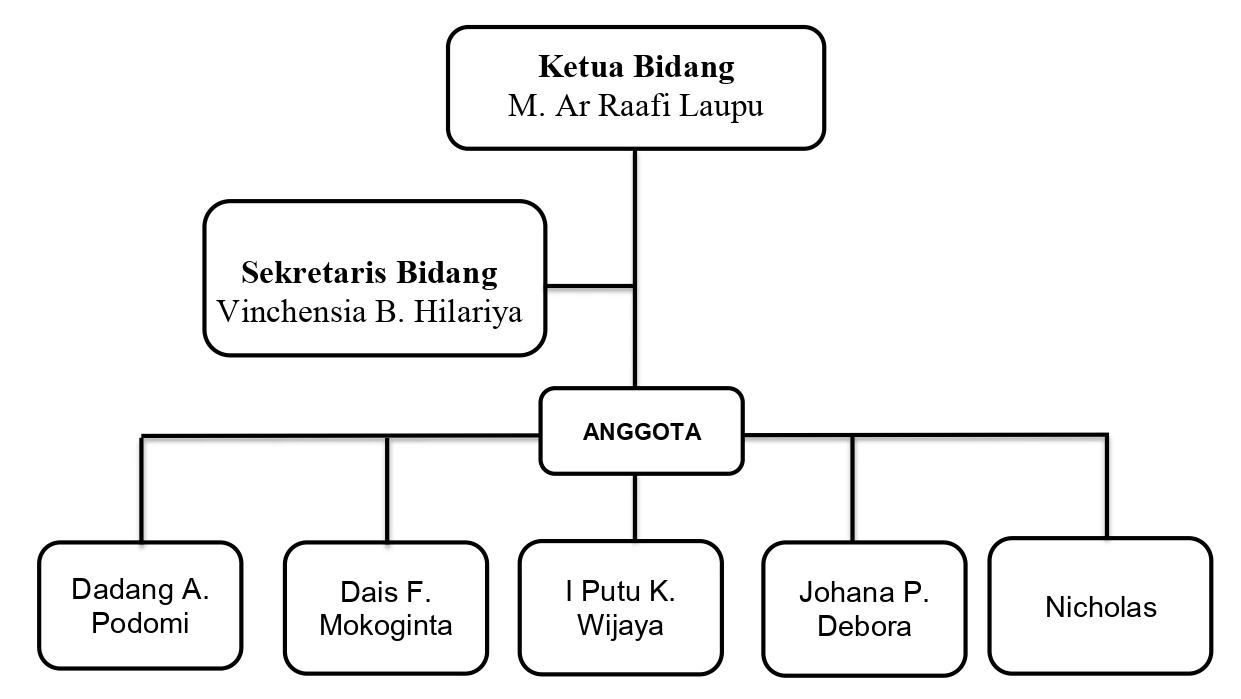 Ketua Bidang
M. Ar Raafi Laupu
Sekretaris Bidang
Vinchensia B. Hilariya
ANGGOTA
Dadang A.
Podomi
Dais F.
Mokoginta
I Putu K.
Wijaya
Johana P.
Debora
Nicholas